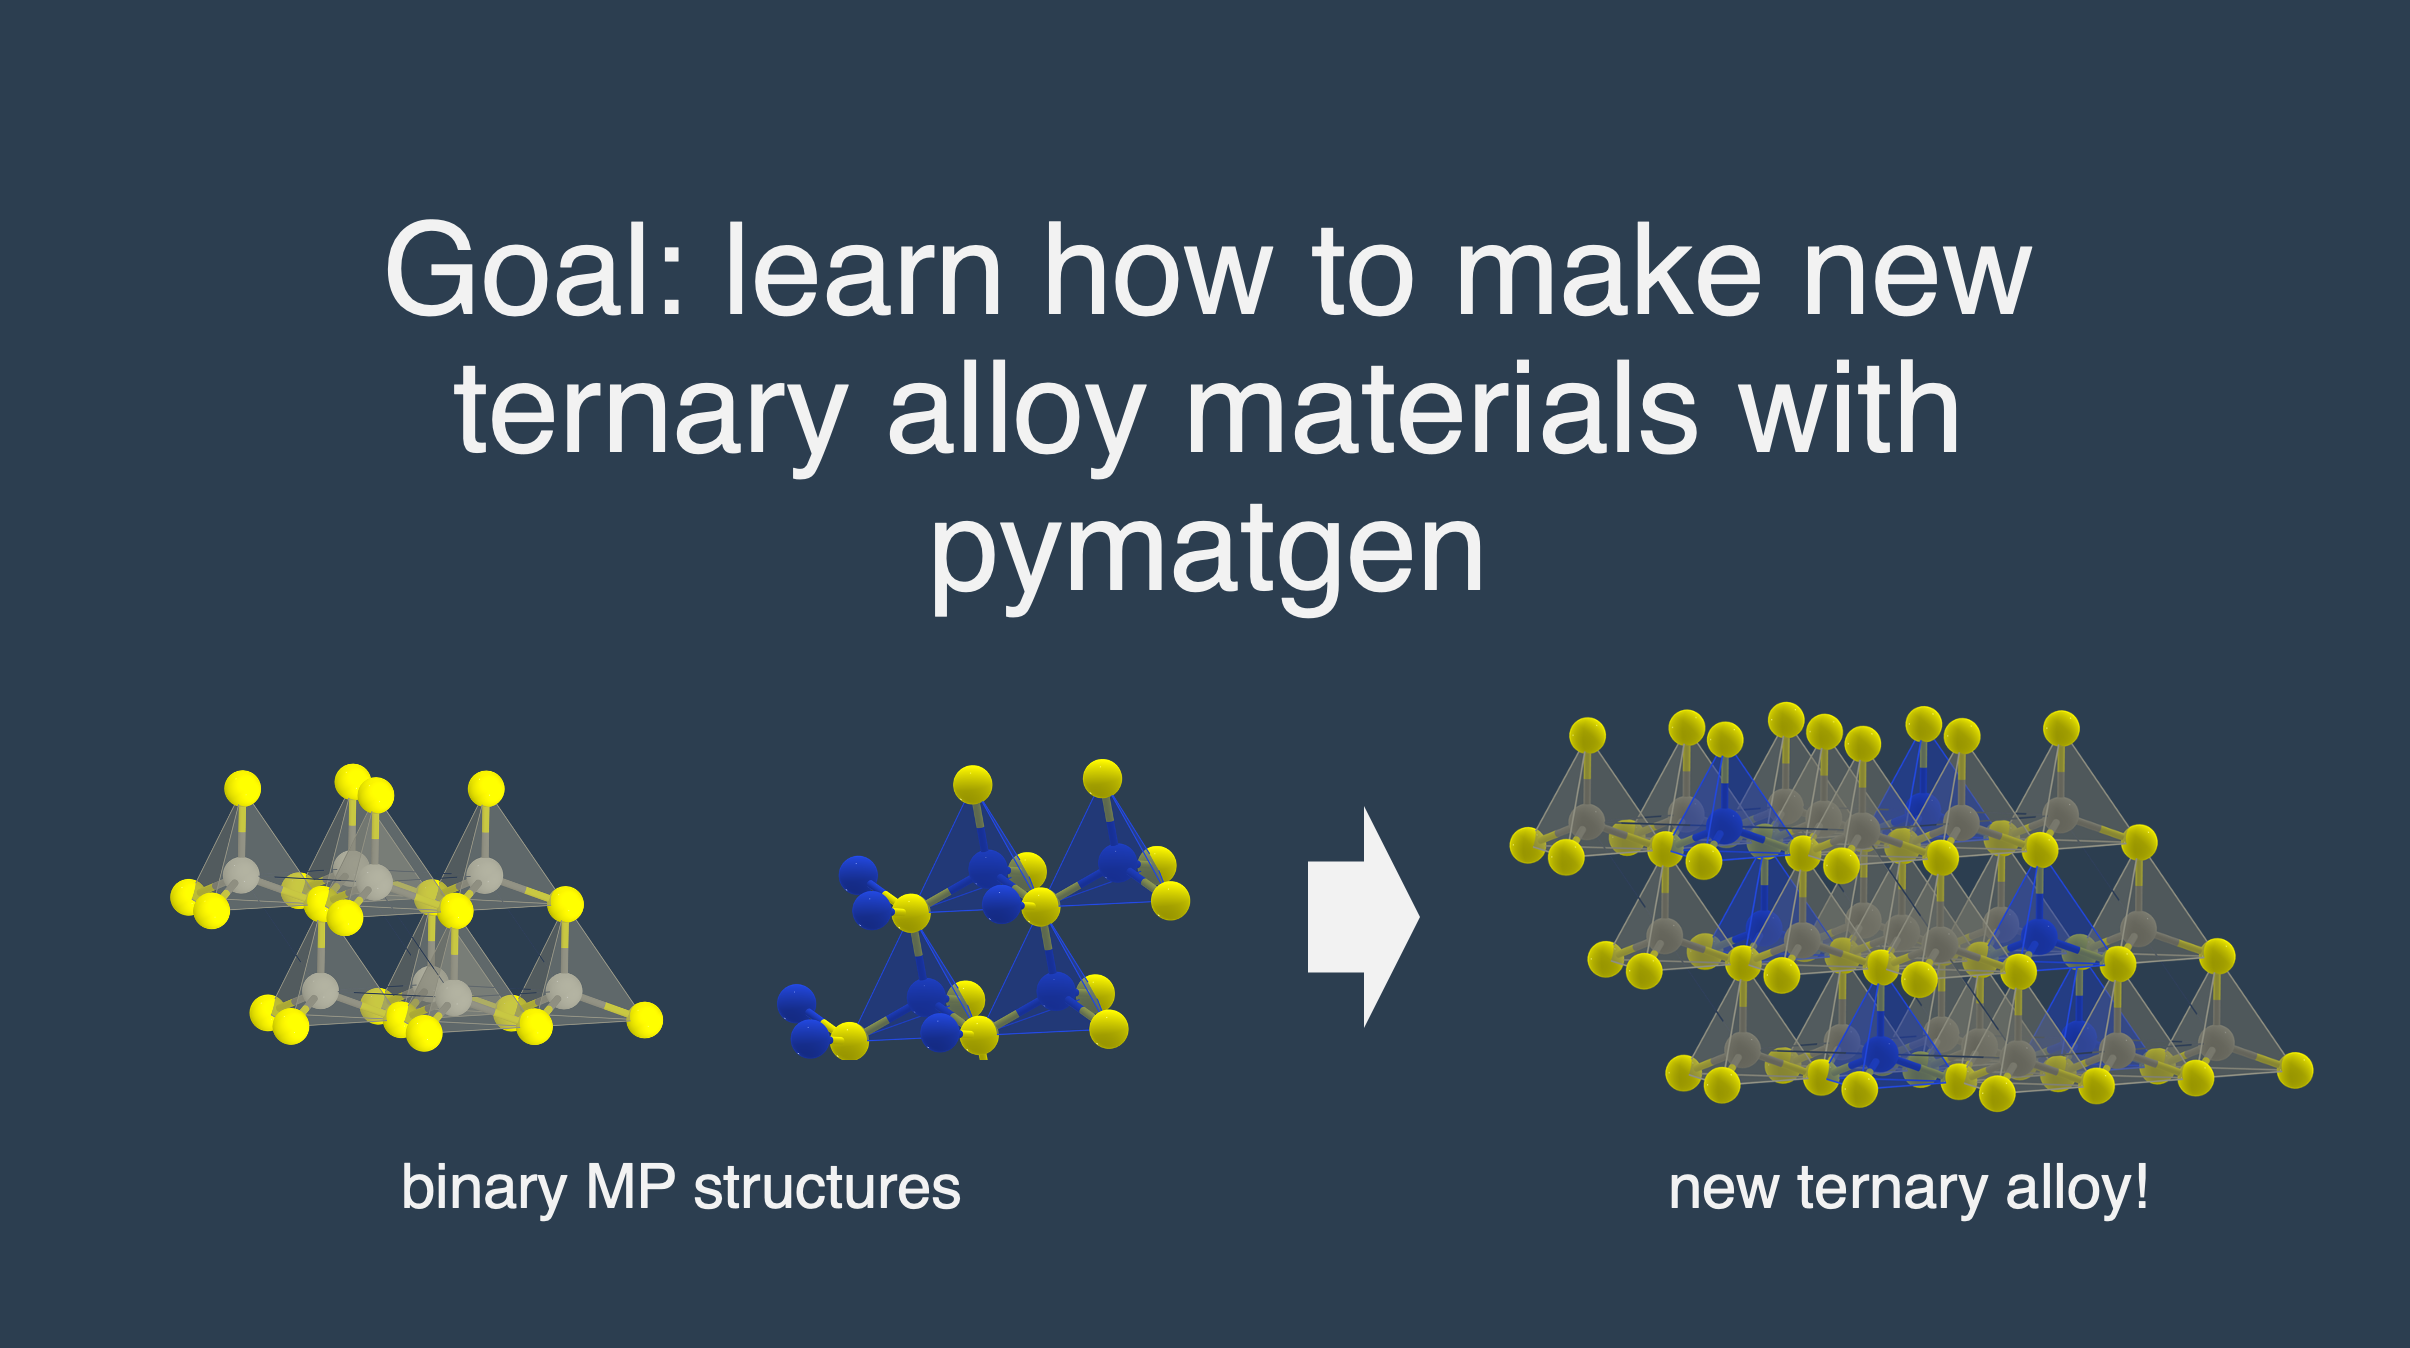 Goal: learn how to make new
ternary alloy materials with
pymatgen
binary MP structures
new ternary alloy!